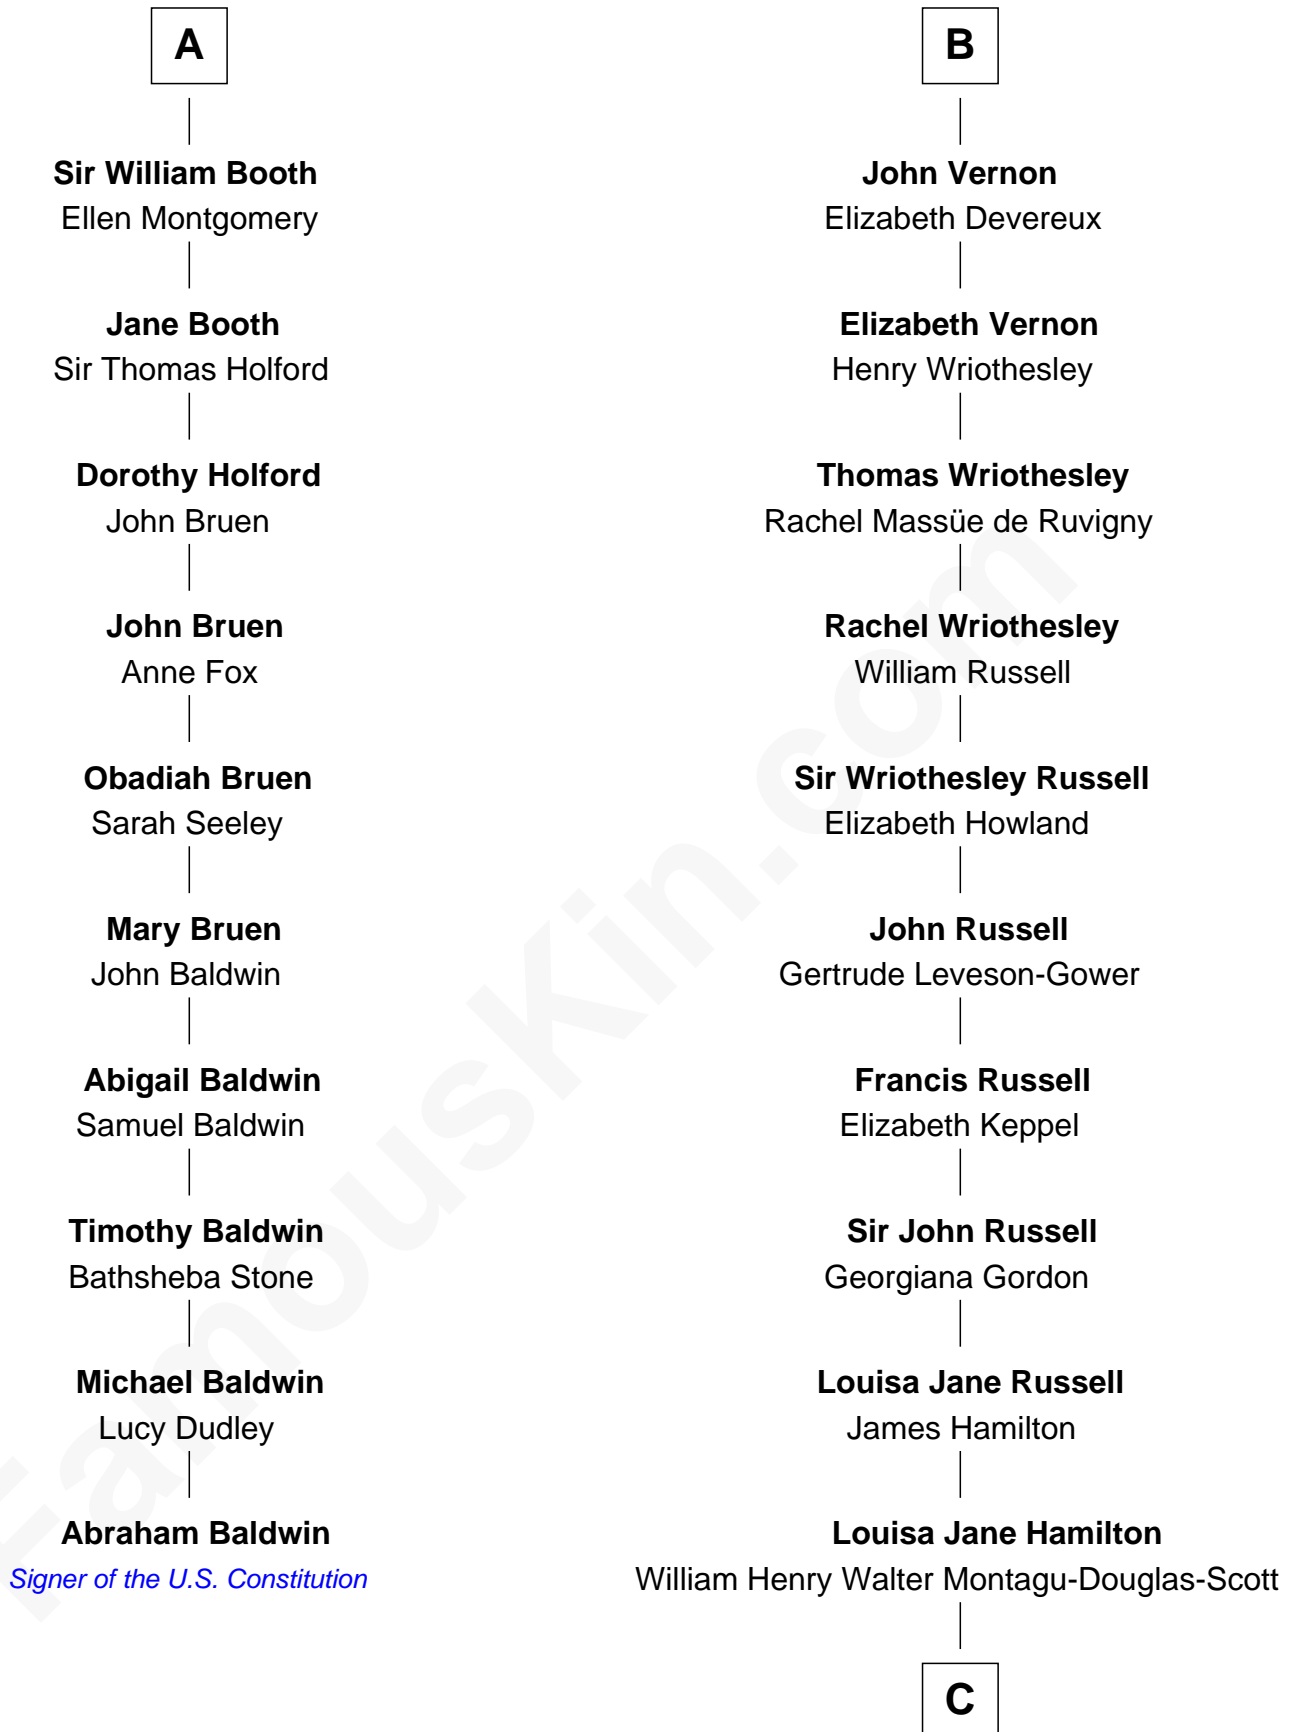 A
Sir William Booth
Ellen Montgomery
Jane Booth
Sir Thomas Holford
Dorothy Holford
John Bruen
John Bruen
Anne Fox
Obadiah Bruen
Sarah Seeley
Mary Bruen
John Baldwin
Abigail Baldwin
Samuel Baldwin
Timothy Baldwin
Bathsheba Stone
Michael Baldwin
Lucy Dudley
Abraham Baldwin
Signer of the U.S. Constitution
B
John Vernon
Elizabeth Devereux
Elizabeth Vernon
Henry Wriothesley
Thomas Wriothesley
Rachel Massüe de Ruvigny
Rachel Wriothesley
William Russell
Sir Wriothesley Russell
Elizabeth Howland
John Russell
Gertrude Leveson-Gower
Francis Russell
Elizabeth Keppel
Sir John Russell
Georgiana Gordon
Louisa Jane Russell
James Hamilton
Louisa Jane Hamilton
William Henry Walter Montagu-Douglas-Scott
C
FamousKin.com